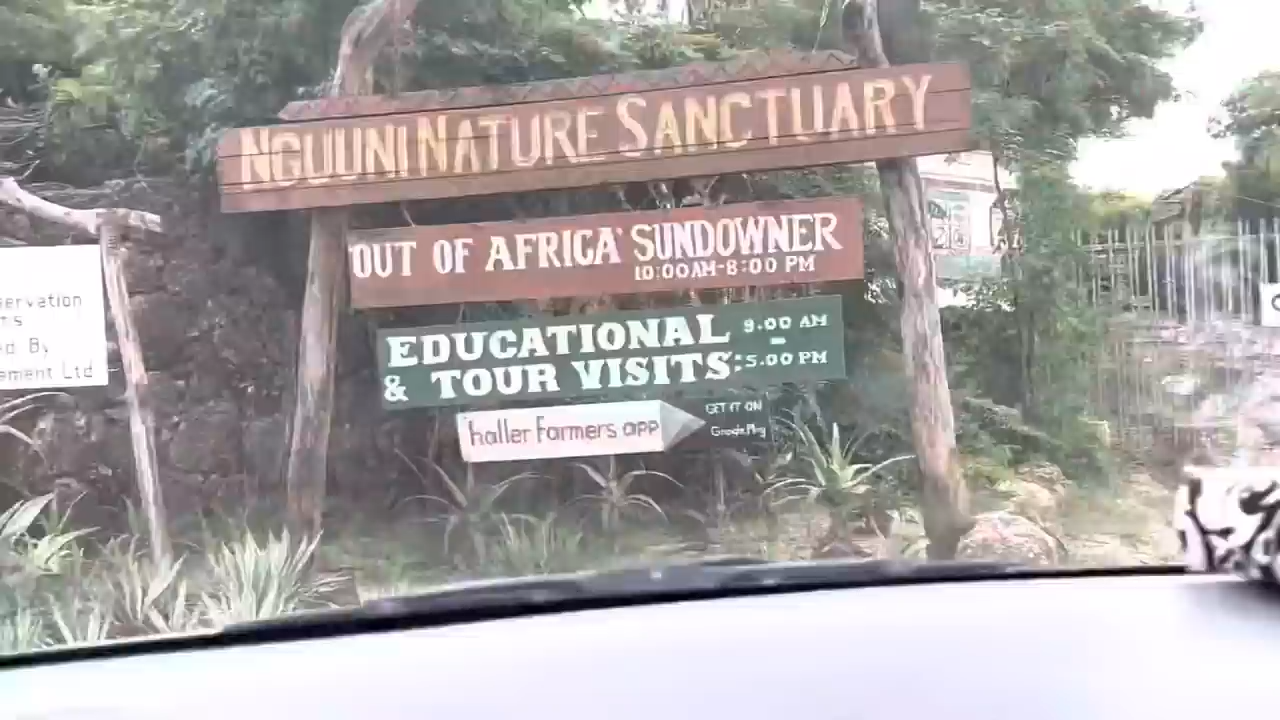 NGUUNI NATURE SANCTUARY
'OUT OF AFRICA' SUNDOWNER
10:00AM-8:00 PM
EDUCATIONAL
& TOUR VISITS:
9.00 AM
-
5.00 PM
haller Farmers app
GET IT ON
Google Play
ervation
ts
ed By
ement Ltd